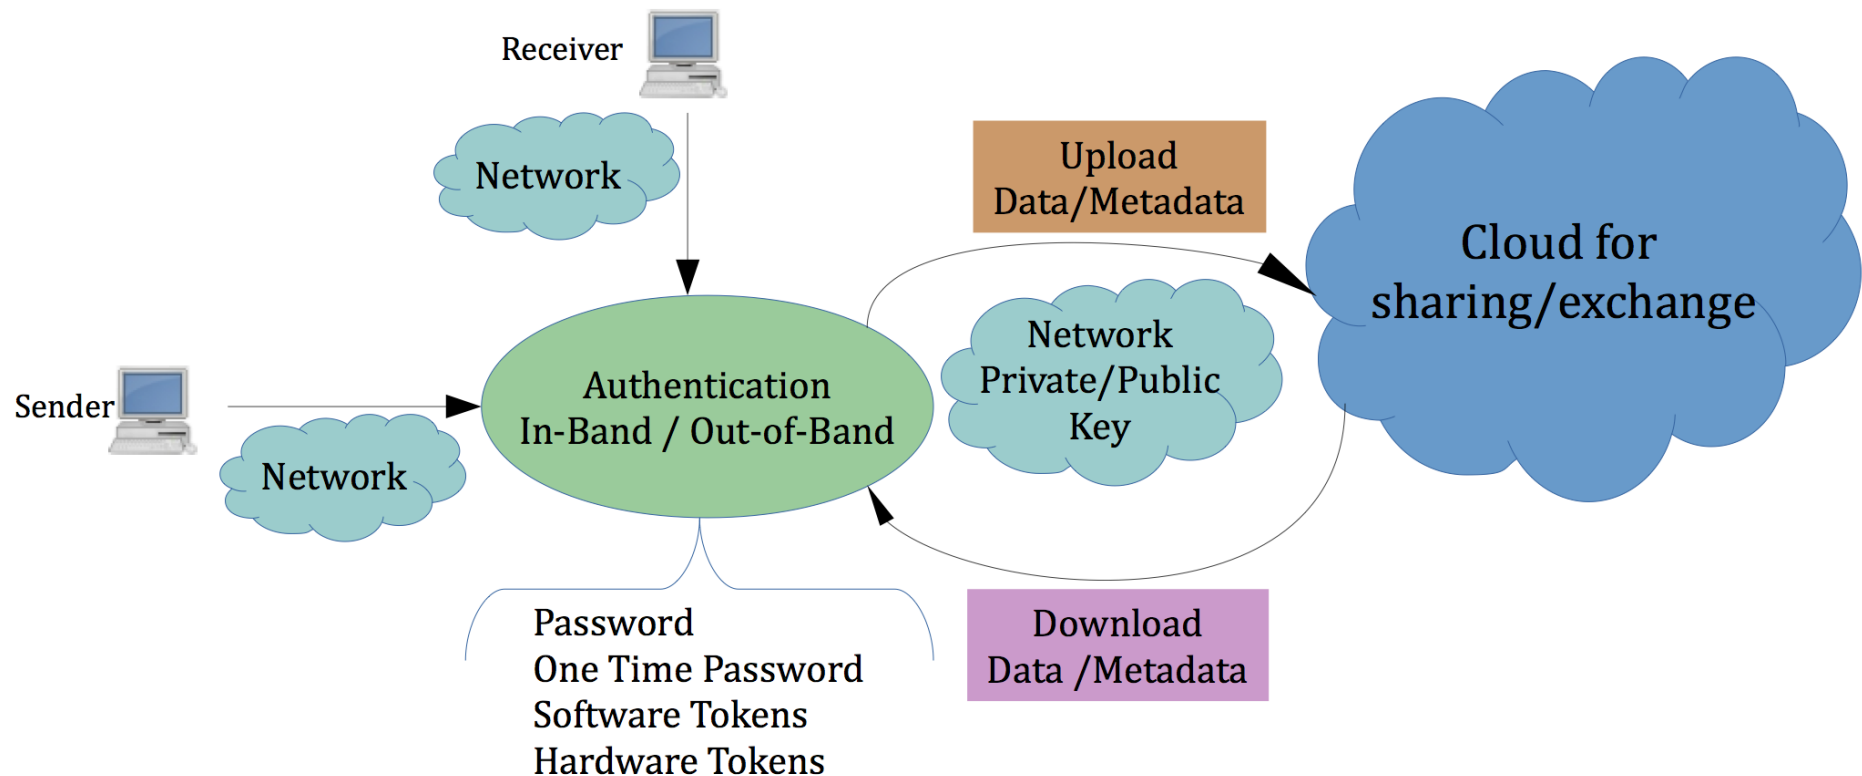 Receiver
Network
Upload
Data/Metadata
Cloud for
sharing/exchange
Network
Private/Public
Key
Authentication
In-Band / Out-of-Band
Sender
Network
Password
One Time Password
Software Tokens
Hardware Tokens
Download
Data /Metadata